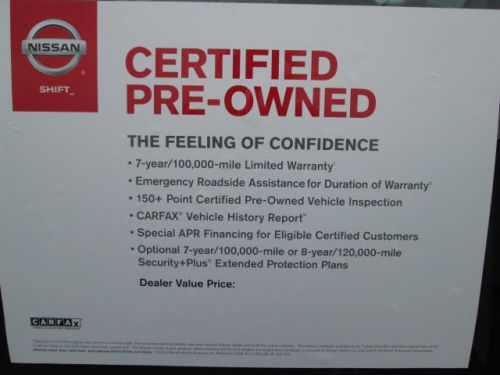 NISSAN
SHIFT_
CERTIFIED
PRE-OWNED
THE FEELING OF CONFIDENCE
• 7-year/100,000-mile Limited Warranty
• Emergency Roadside Assistance for Duration of Warranty
• 150+ Point Certified Pre-Owned Vehicle Inspection
• CARFAX® Vehicle History Report™
• Special APR Financing for Eligible Certified Customers
• Optional 7-year/100,000-mile or 8-year/120,000-mile
Security+Plus® Extended Protection Plans
Dealer Value Price:
CARFAX